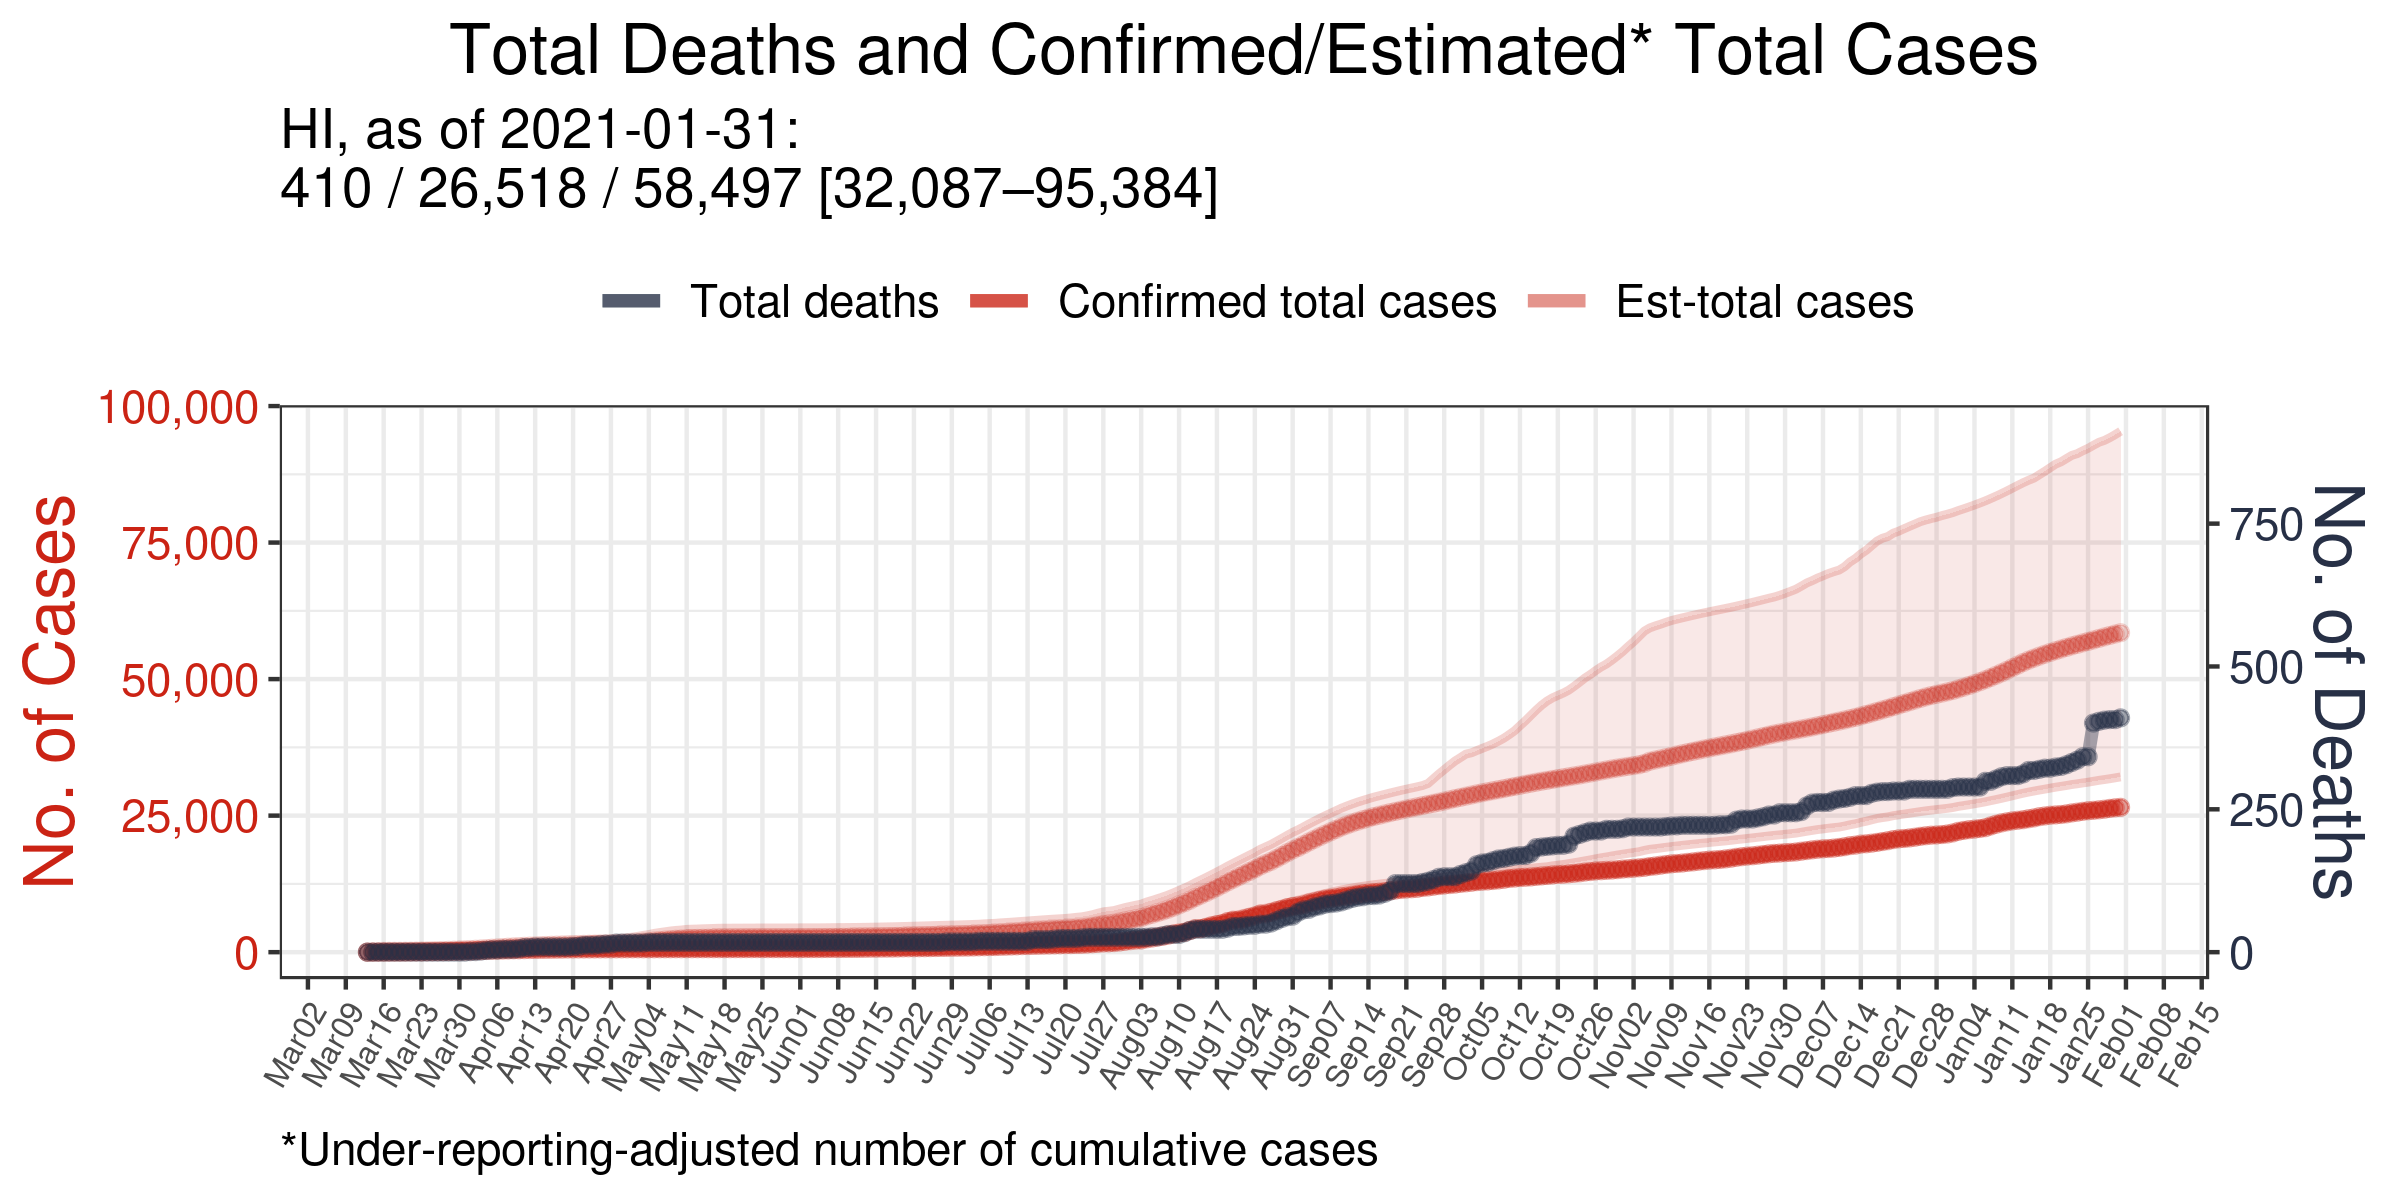 Total Deaths and Confirmed/Estimated* Total Cases
HI, as of 2021-01-31:
410 / 26,518 / 58,497 [32,087–95,384]
Total deaths
Confirmed total cases
Est-total cases
No. of Cases
100,000
75,000
50,000
25,000
0
No. of Deaths
750
500
250
0
Mar02
Mar09
Mar16
Mar23
Mar30
Apr06
Apr13
Apr20
Apr27
May04
May11
May18
May25
Jun01
Jun08
Jun15
Jun22
Jun29
Jul06
Jul13
Jul20
Jul27
Aug03
Aug10
Aug17
Aug24
Aug31
Sep07
Sep14
Sep21
Sep28
Oct05
Oct12
Oct19
Oct26
Nov02
Nov09
Nov16
Nov23
Nov30
Dec07
Dec14
Dec21
Dec28
Jan04
Jan11
Jan18
Jan25
Feb01
Feb08
Feb15
*Under-reporting-adjusted number of cumulative cases